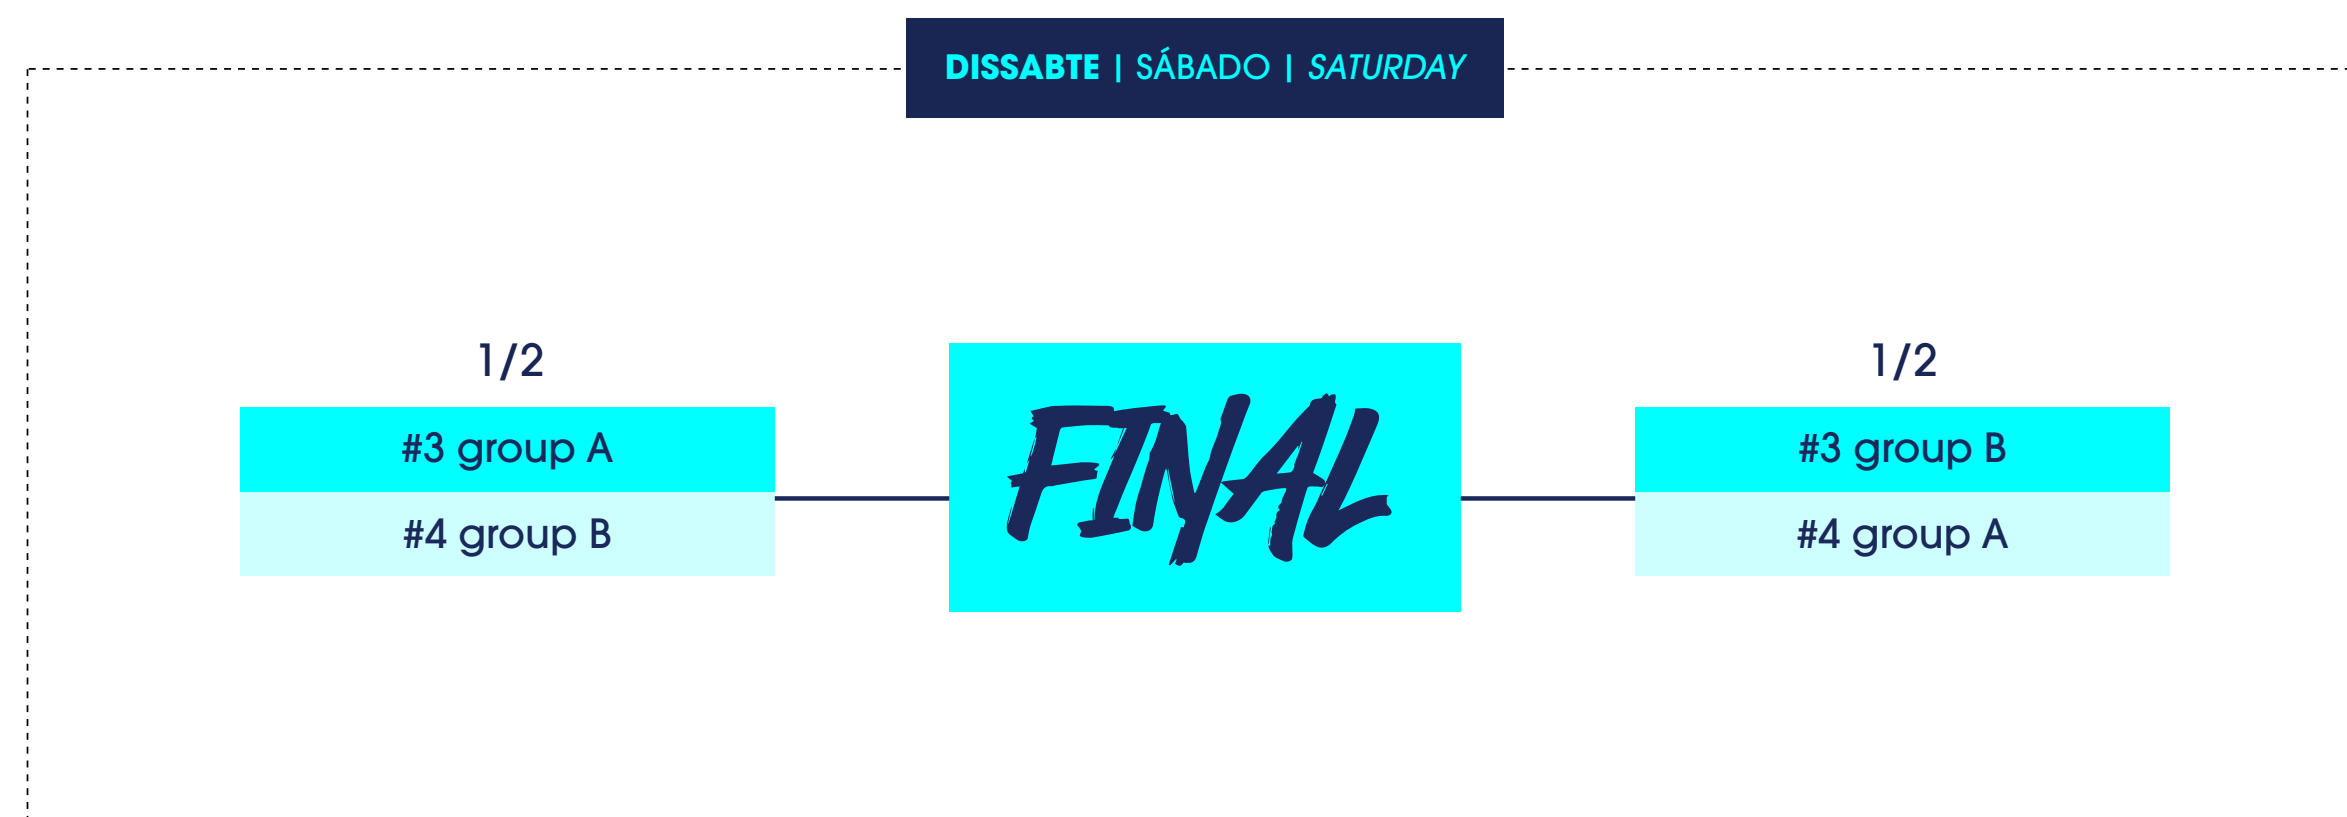 DISSABTE | SÁBADO | SATURDAY
1/2
#3 group A
#4 group B
FINAL
1/2
#3 group B
#4 group A